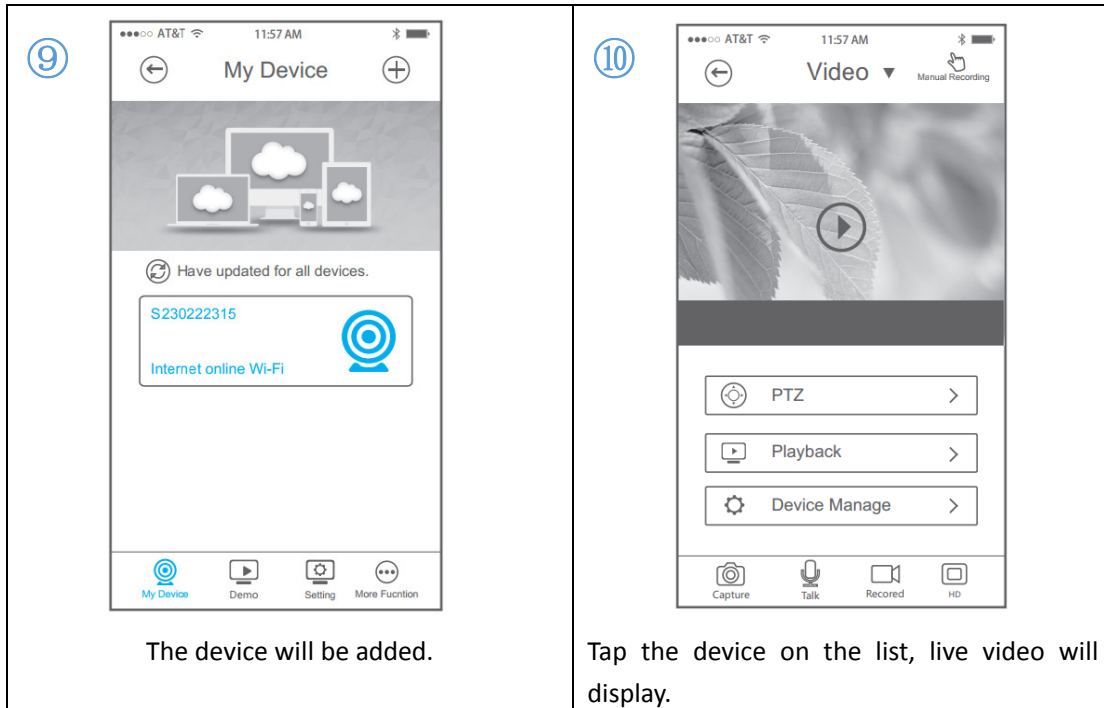 ⑨
AT&T 11:57 AM
My Device
Have updated for all devices.
S230222315
Internet online Wi-Fi
My Device Demo Setting More Fucntion
The device will be added.
⑩
AT&T 11:57 AM
Video ▼ Manual Recording
PTZ
Playback
Device Manage
Capture Talk Recored HD
Tap the device on the list, live video will
display.